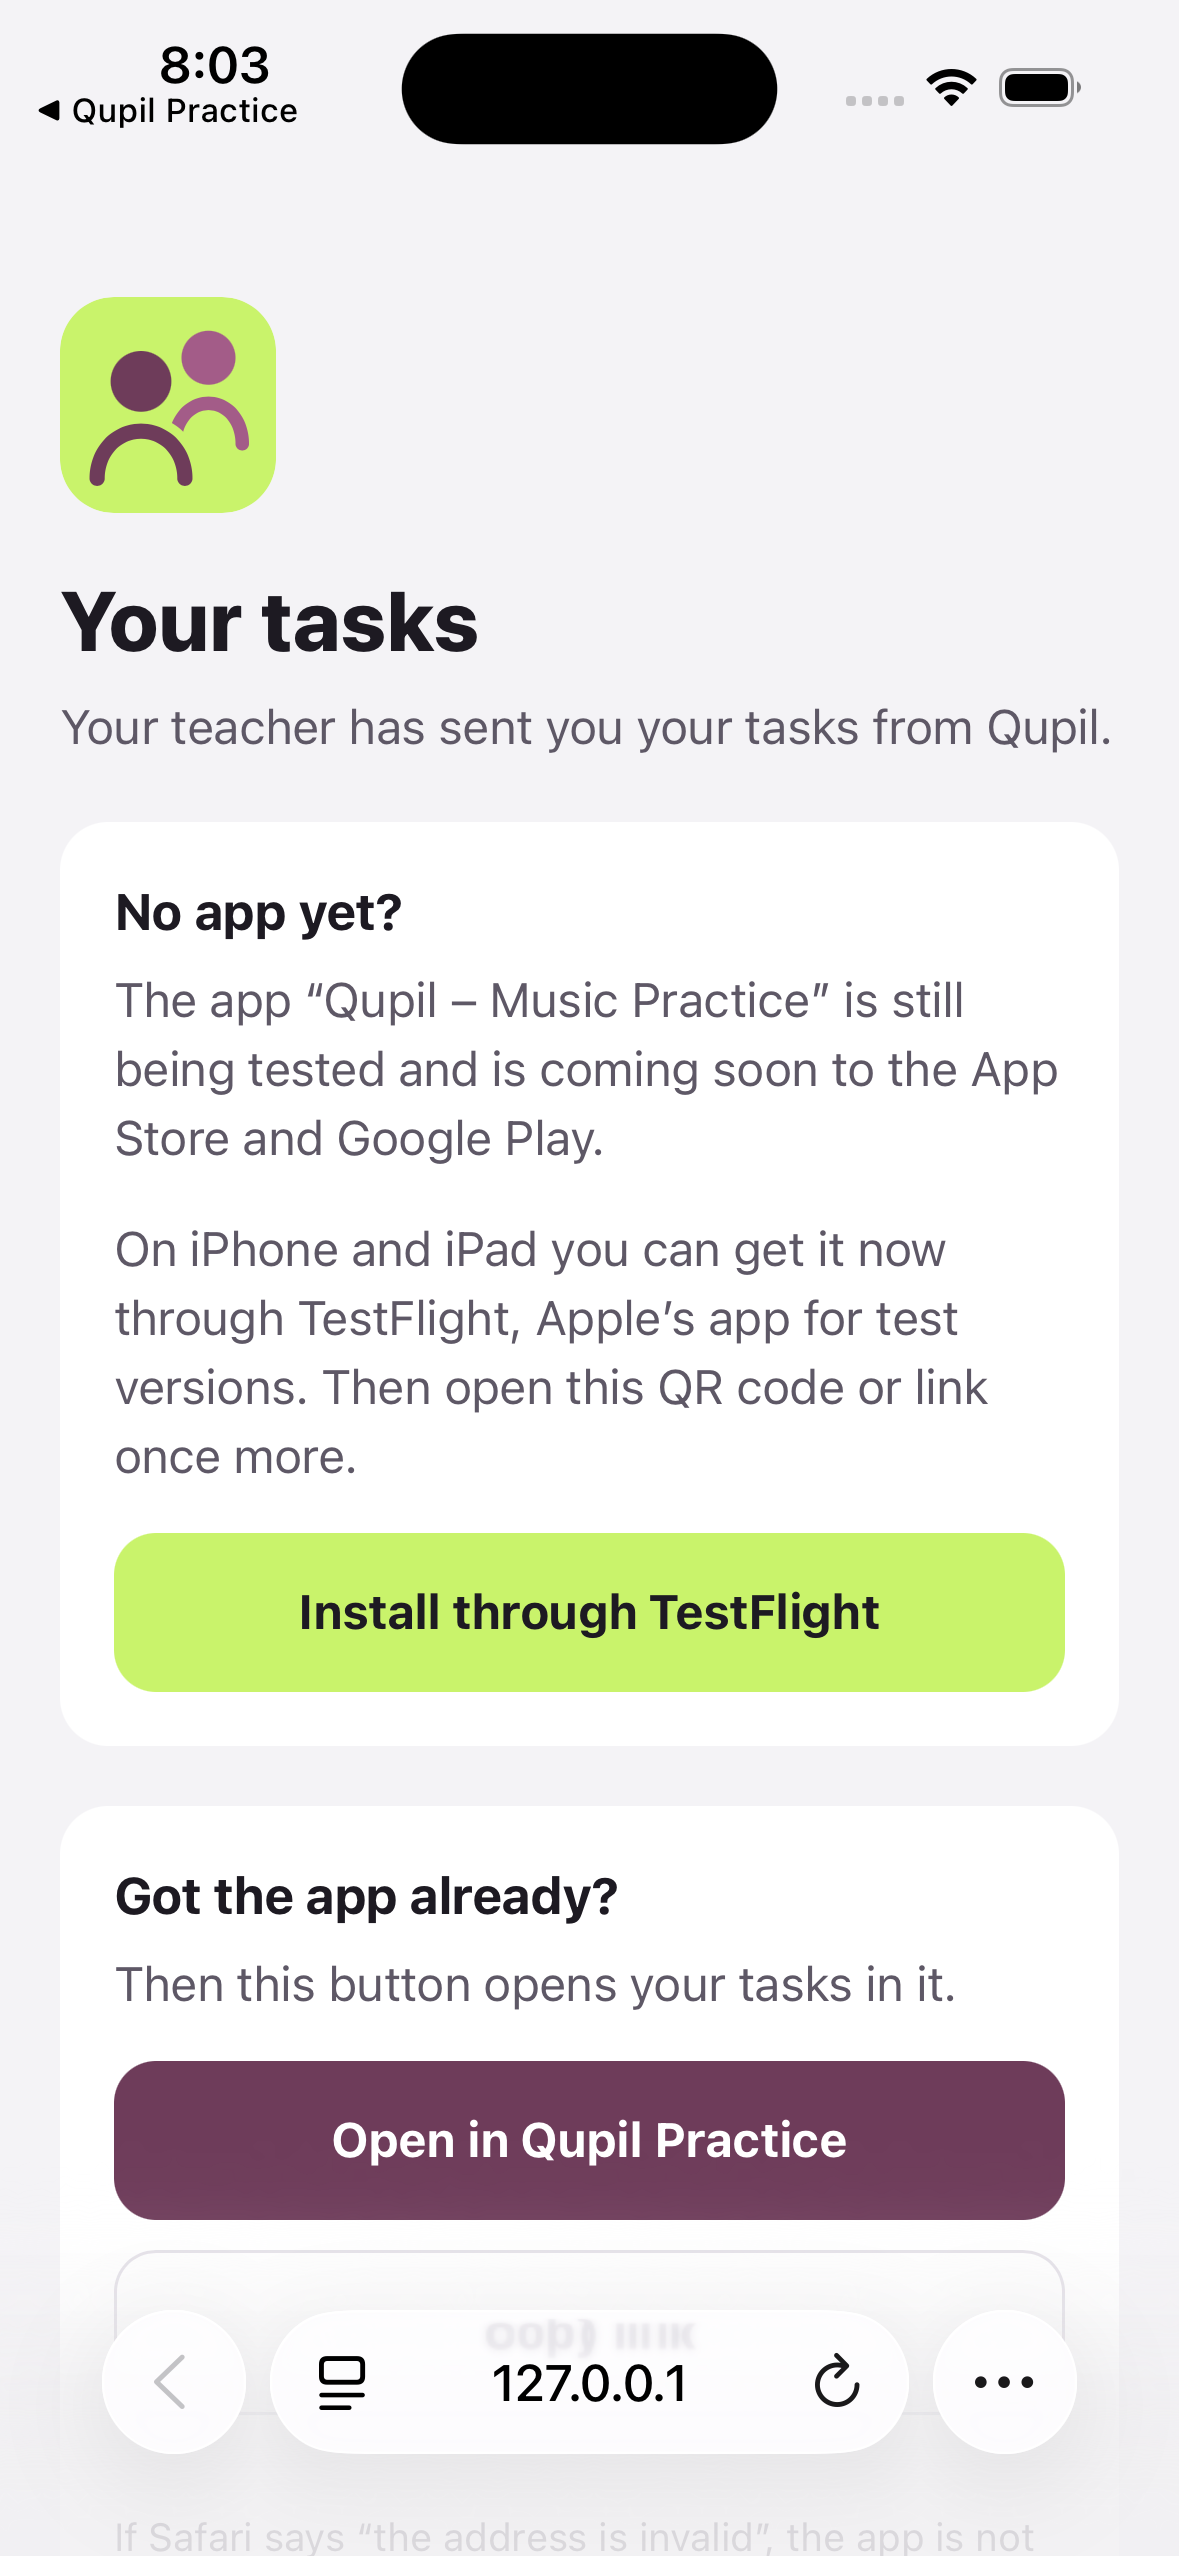 8:03
◀ Qupil Practice
Your tasks
Your teacher has sent you your tasks from Qupil.
No app yet?
The app “Qupil – Music Practice” is still
being tested and is coming soon to the App
Store and Google Play.
On iPhone and iPad you can get it now
through TestFlight, Apple’s app for test
versions. Then open this QR code or link
once more.
Install through TestFlight
Got the app already?
Then this button opens your tasks in it.
Open in Qupil Practice
127.0.0.1
If Safari says “the address is invalid”, the app is not